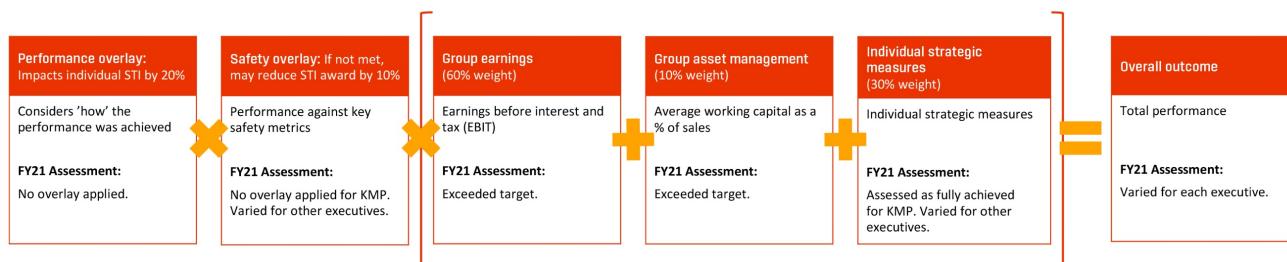 Performance overlay:
Impacts individual STI by 20%
Considers 'how' the
performance was achieved
FY21 Assessment:
No overlay applied.
Safety overlay: If not met,
may reduce STI award by 10%
Performance against key
safety metrics
FY21 Assessment:
No overlay applied for KMP.
Varied for other executives.
Group earnings
(60% weight)
Earnings before interest and
tax (EBIT)
FY21 Assessment:
Exceeded target.
Group asset management
(10% weight)
Average working capital as a
% of sales
FY21 Assessment:
Exceeded target.
Individual strategic
measures
(30% weight)
Individual strategic measures
FY21 Assessment:
Assessed as fully achieved
for KMP. Varied for other
executives.
Overall outcome
Total performance
FY21 Assessment:
Varied for each executive.